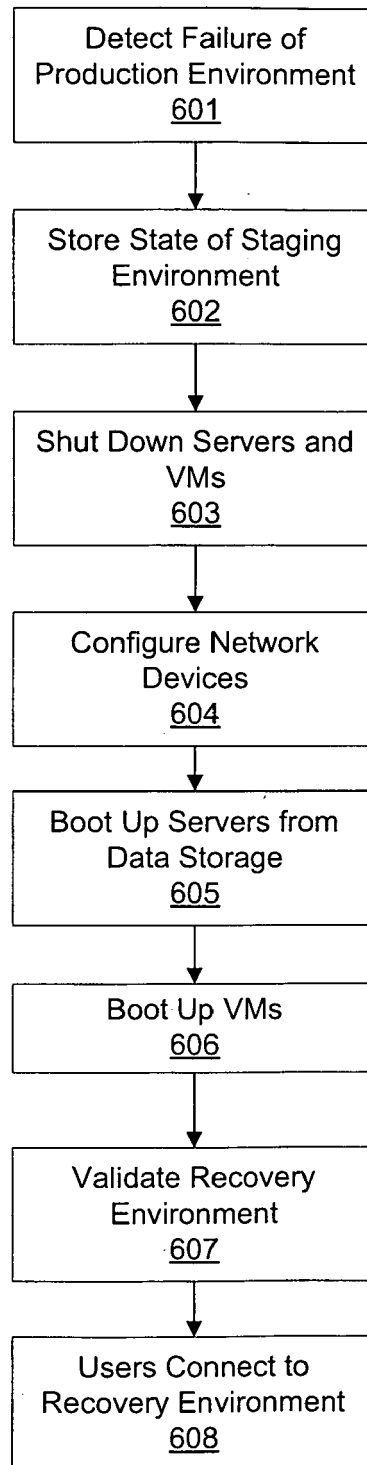 Detect Failure of
Production Environment
601
Store State of Staging
Environment
602
Shut Down Servers and
VMs
603
Configure Network
Devices
604
Boot Up Servers from
Data Storage
605
Boot Up VMs
606
Validate Recovery
Environment
607
Users Connect to
Recovery Environment
608